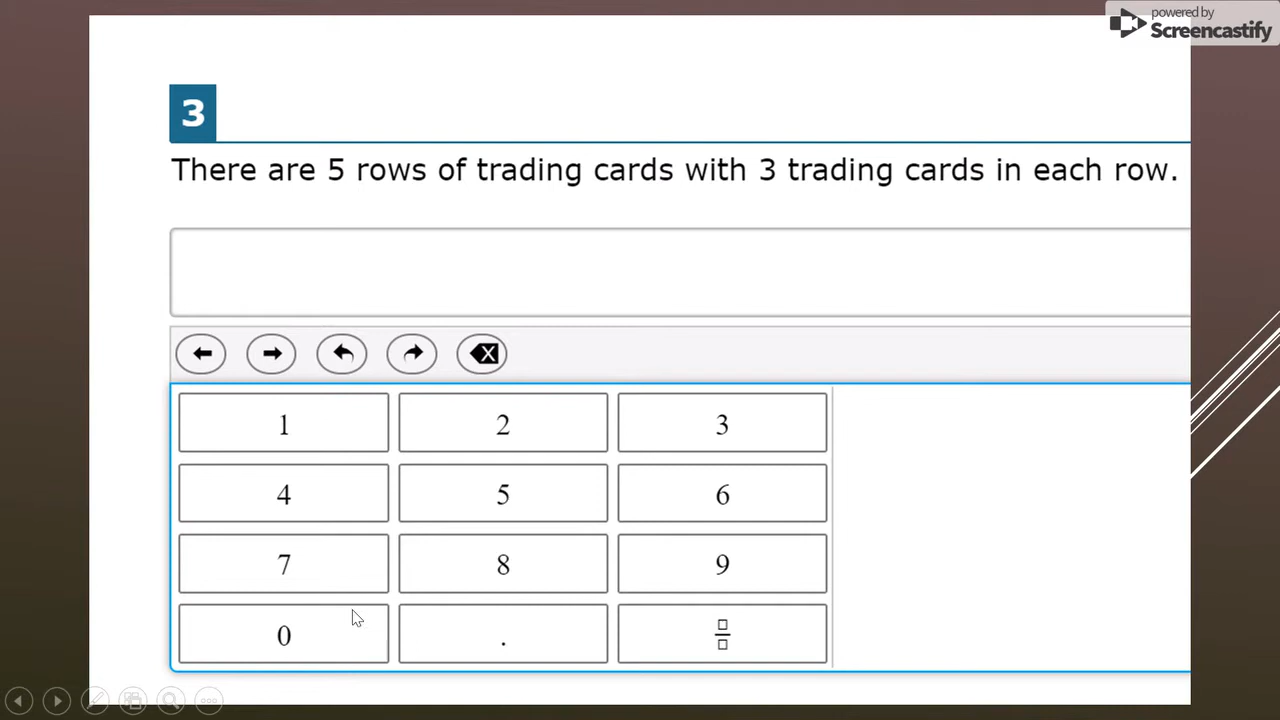 powered by
Screencastify
3
There are 5 rows of trading cards with 3 trading cards in each row.
1 2 3
4 5 6
7 8 9
0 .